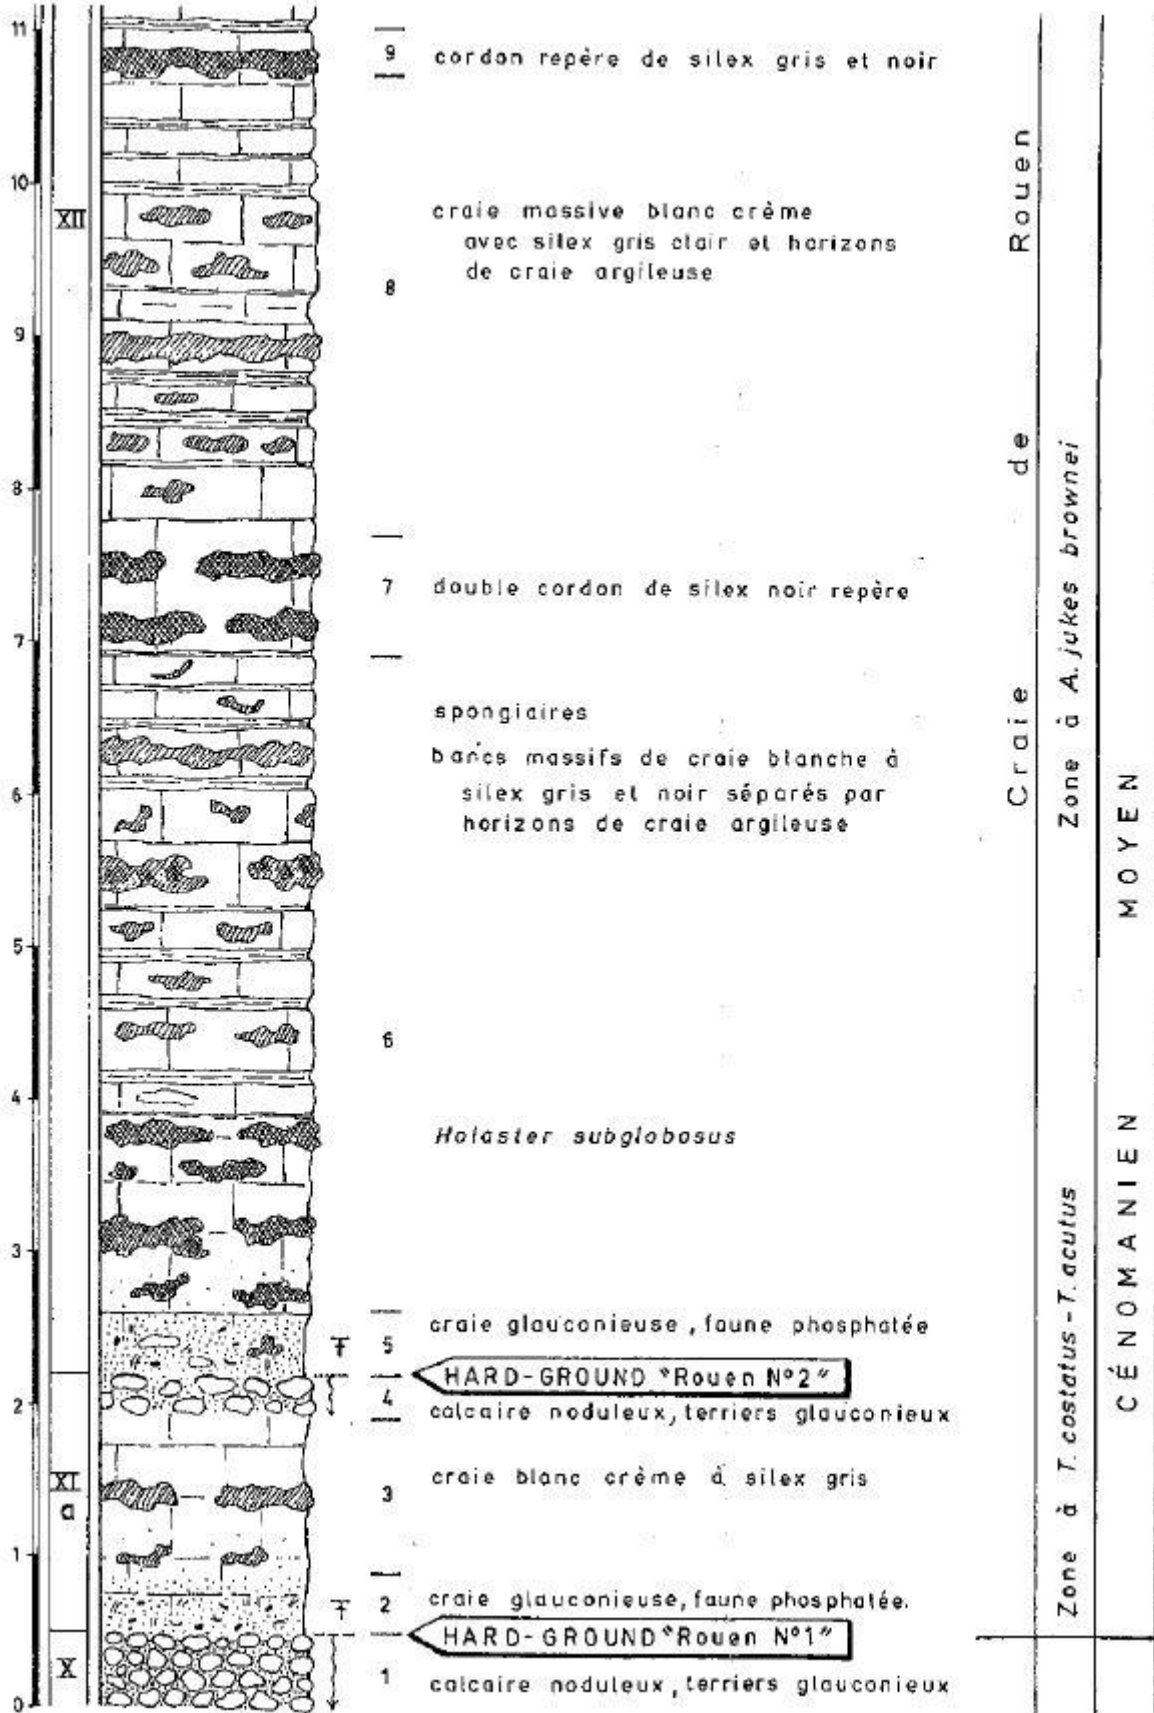 11
9 cordon repère de silex gris et noir
10
XII
craie massive blanc crème
avec silex gris clair et horizons
de craie argileuse
8
9
8
7 double cordon de silex noir repère
7
spongiaires
bancs massifs de craie blanche à
silex gris et noir séparés par
horizons de craie argileuse
6
5
6
4
Holaster subglobosus
3
craie glauconieuse, faune phosphatée
5
HARD-GROUND "Rouen N°2"
4
calcaire noduleux, terriers glauconieux
2
XI
a
3 craie blanc crème à silex gris
1
2 craie glauconieuse, faune phosphatée.
HARD-GROUND "Rouen N°1"
X
1 calcaire noduleux, terriers glauconieux
0
Craie de Rouen
Zone à A. jukes brownei
Zone à T. costatus - T. acutus
CÉNOMANIEN MOYEN